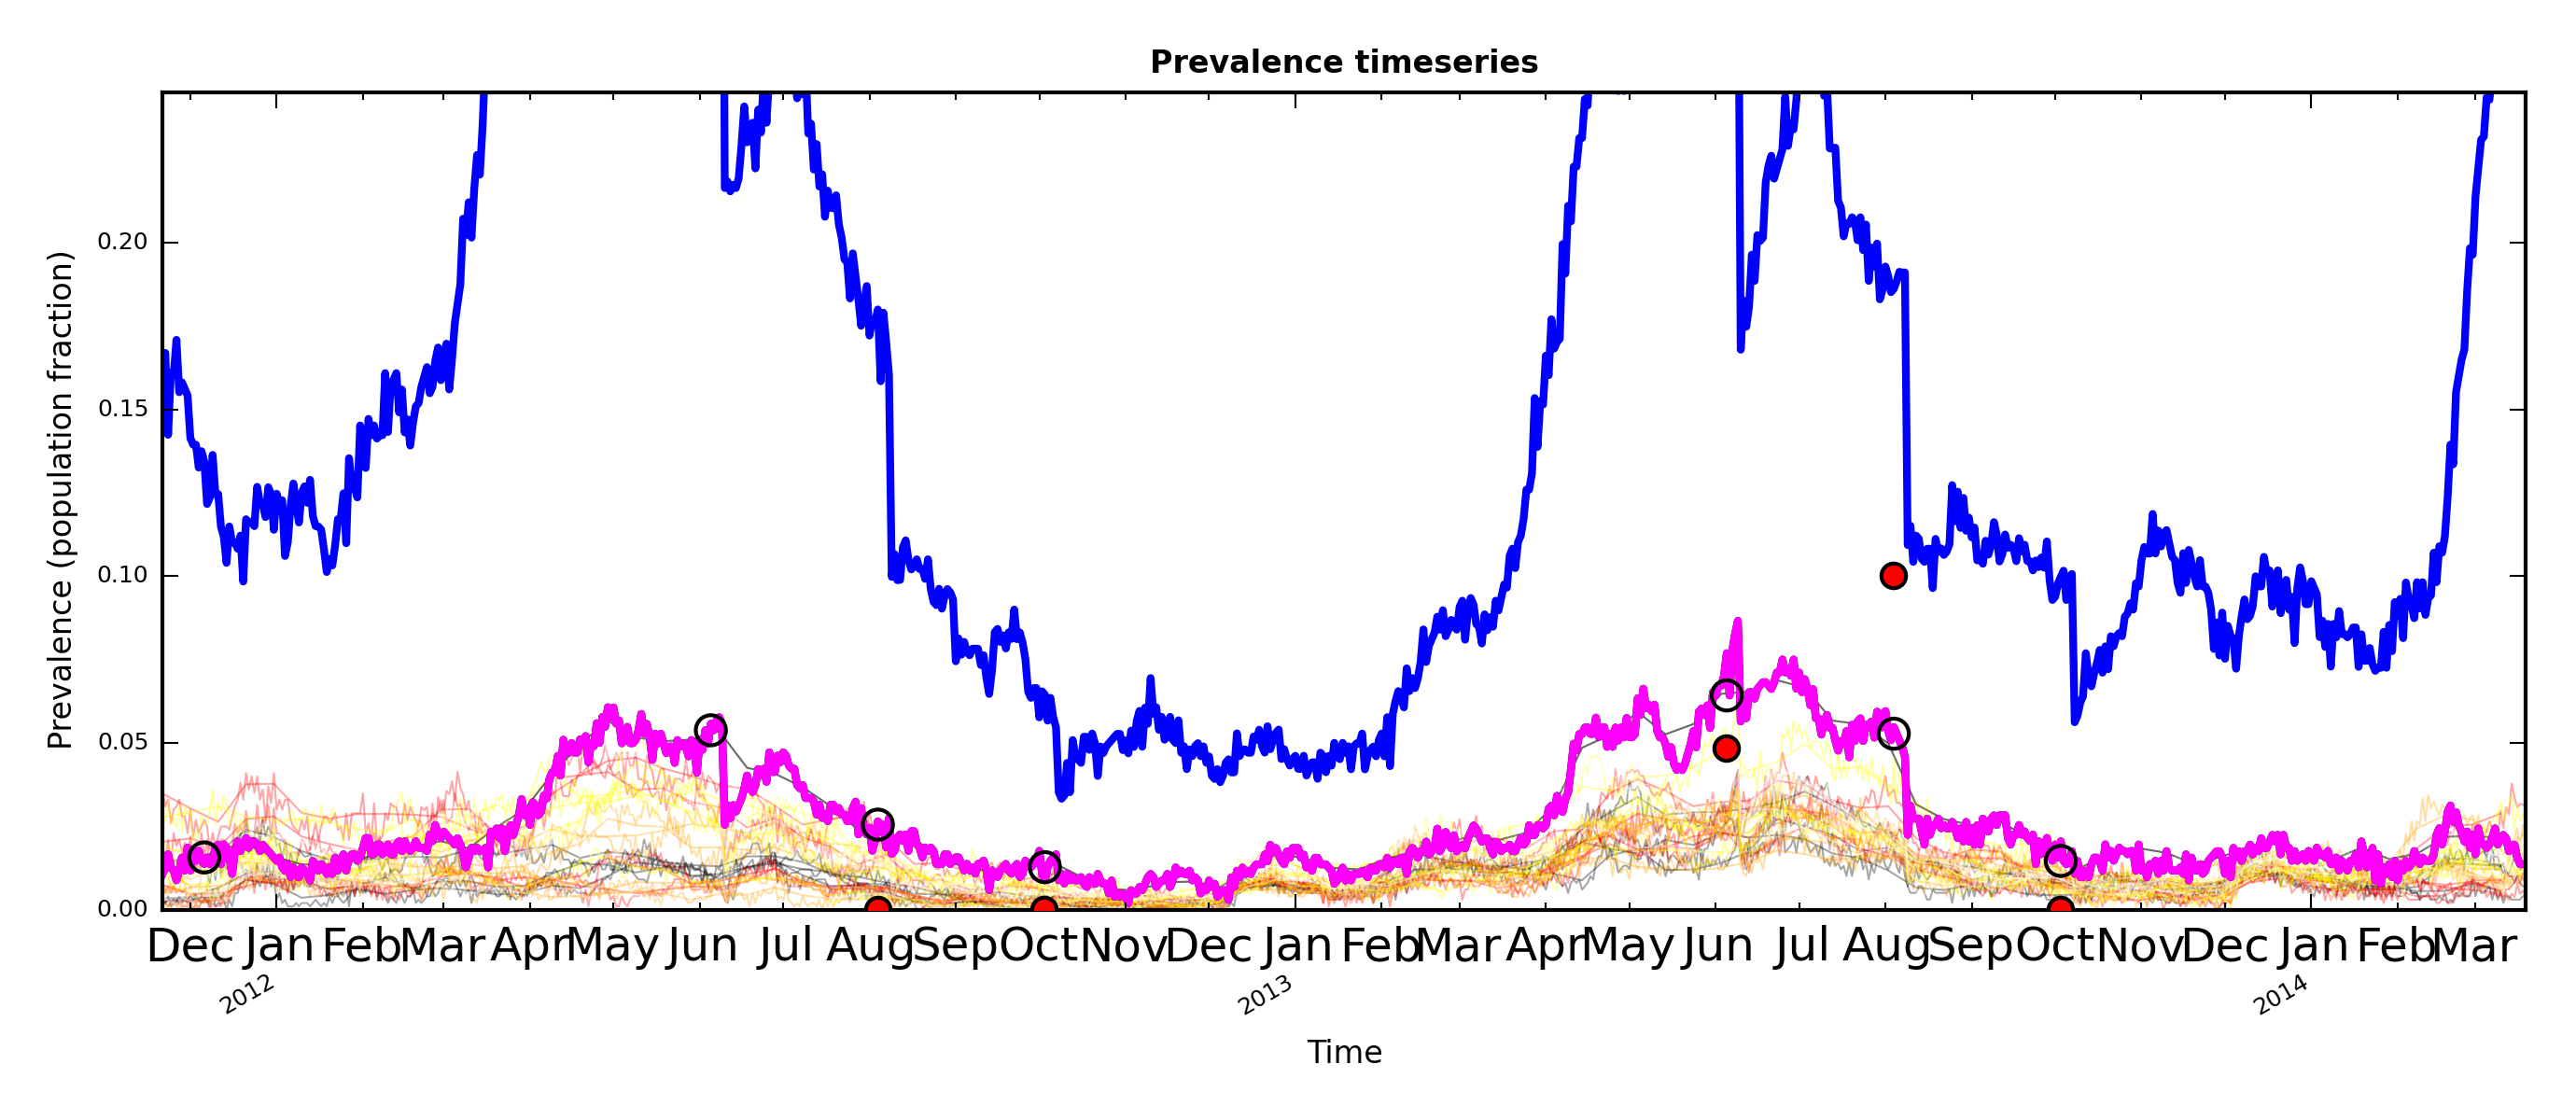 Prevalence timeseries
Prevalence (population fraction)
0.20
0.15
0.10
0.05
0.00
Dec Jan Feb Mar Apr May Jun Jul Aug Sep Oct Nov Dec Jan Feb Mar Apr May Jun Jul Aug Sep Oct Nov Dec Jan Feb Mar
2012 2013 2014
Time